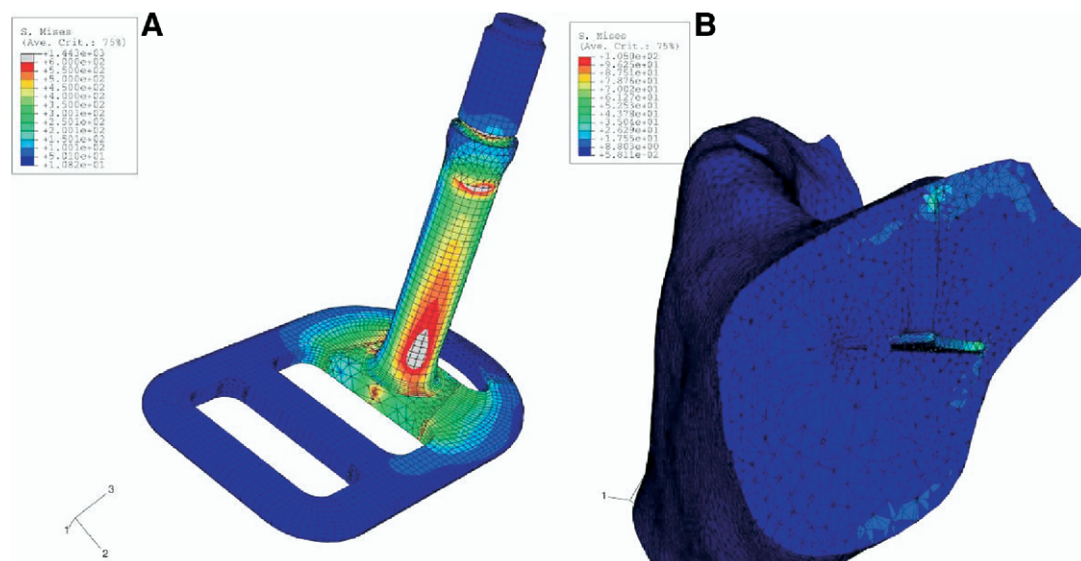 A
S. Mises
(Ave. Crit.: 75%)
+1.443e+03
+6.000e+02
+5.500e+02
+5.000e+02
+4.500e+02
+4.000e+02
+3.501e+02
+3.001e+02
+2.501e+02
+2.001e+02
+1.501e+02
+1.001e+02
+5.010e+01
+1.082e-01
3
1
2
B
S. Mises
(Ave. Crit.: 75%)
+1.050e+02
+9.625e+01
+8.751e+01
+7.876e+01
+7.002e+01
+6.127e+01
+5.253e+01
+4.378e+01
+3.504e+01
+2.629e+01
+1.755e+01
+8.803e+00
+5.811e-02
1